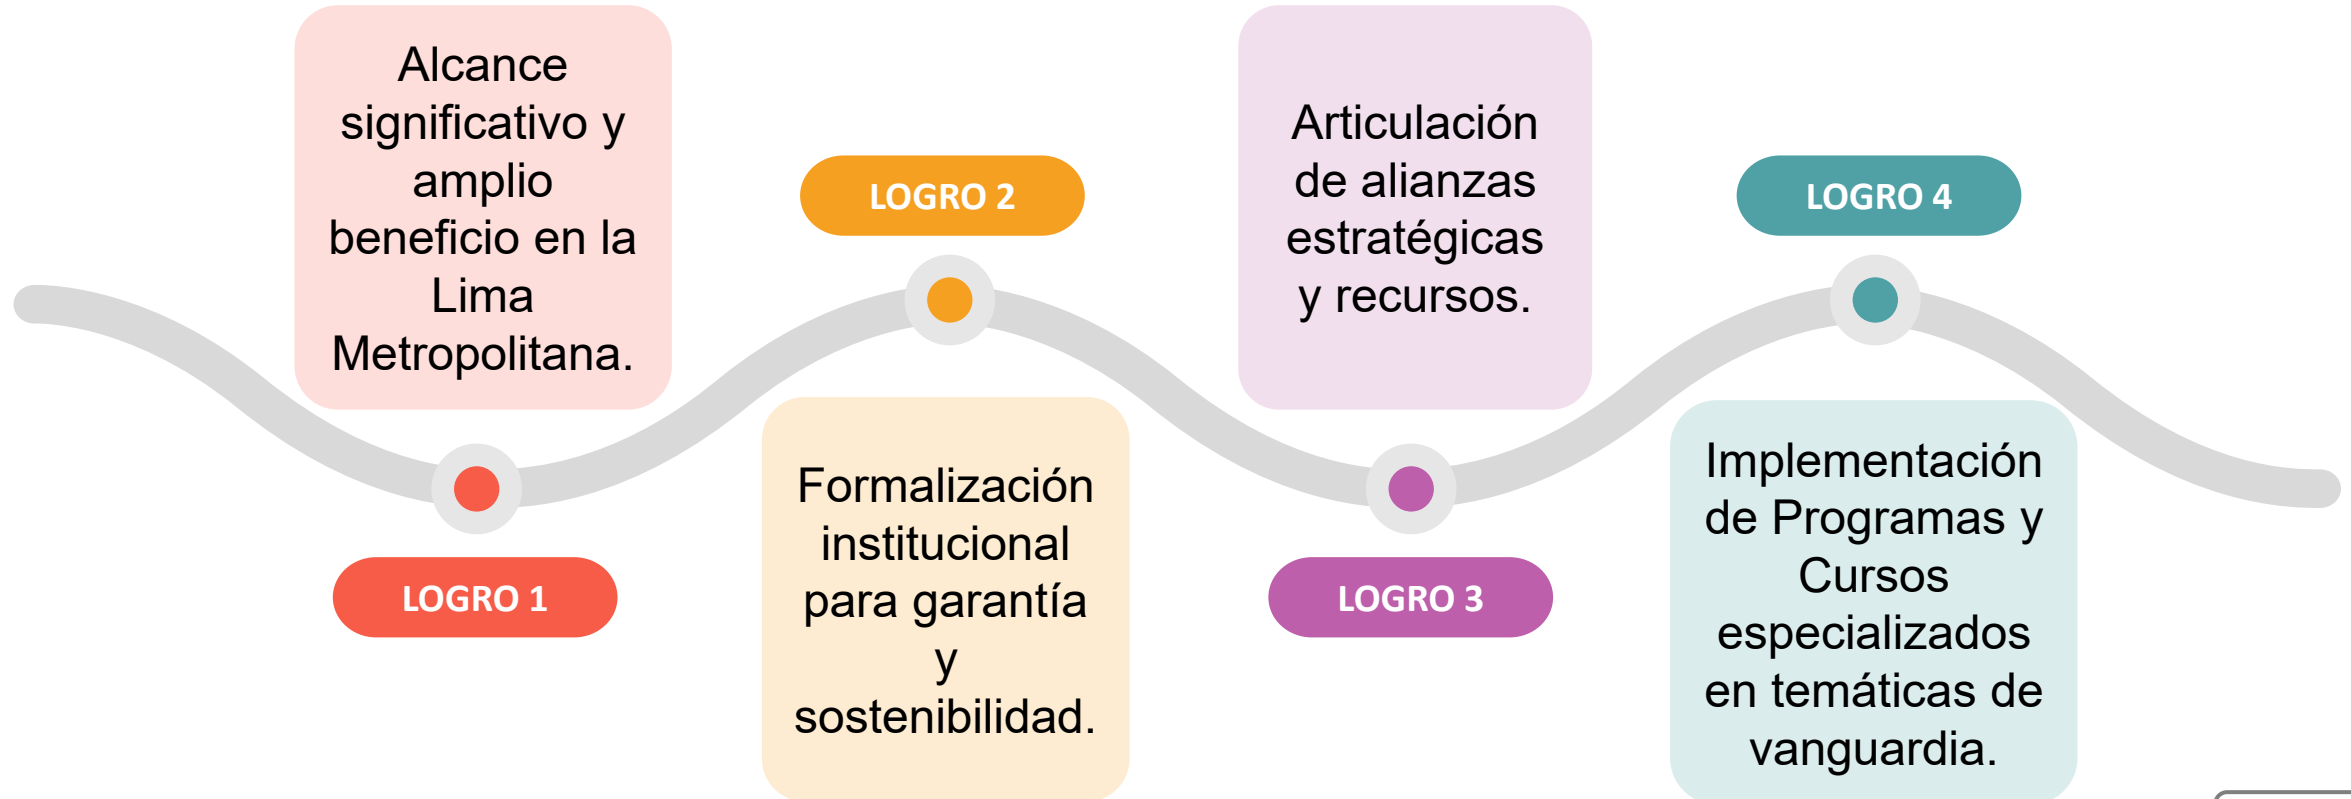 Alcance
significativo y
amplio
beneficio en la
Lima
Metropolitana.
LOGRO 1
LOGRO 2
Formalización
institucional
para garantía
y
sostenibilidad.
Articulación
de alianzas
estratégicas
y recursos.
LOGRO 3
LOGRO 4
Implementación
de Programas y
Cursos
especializados
en temáticas de
vanguardia.